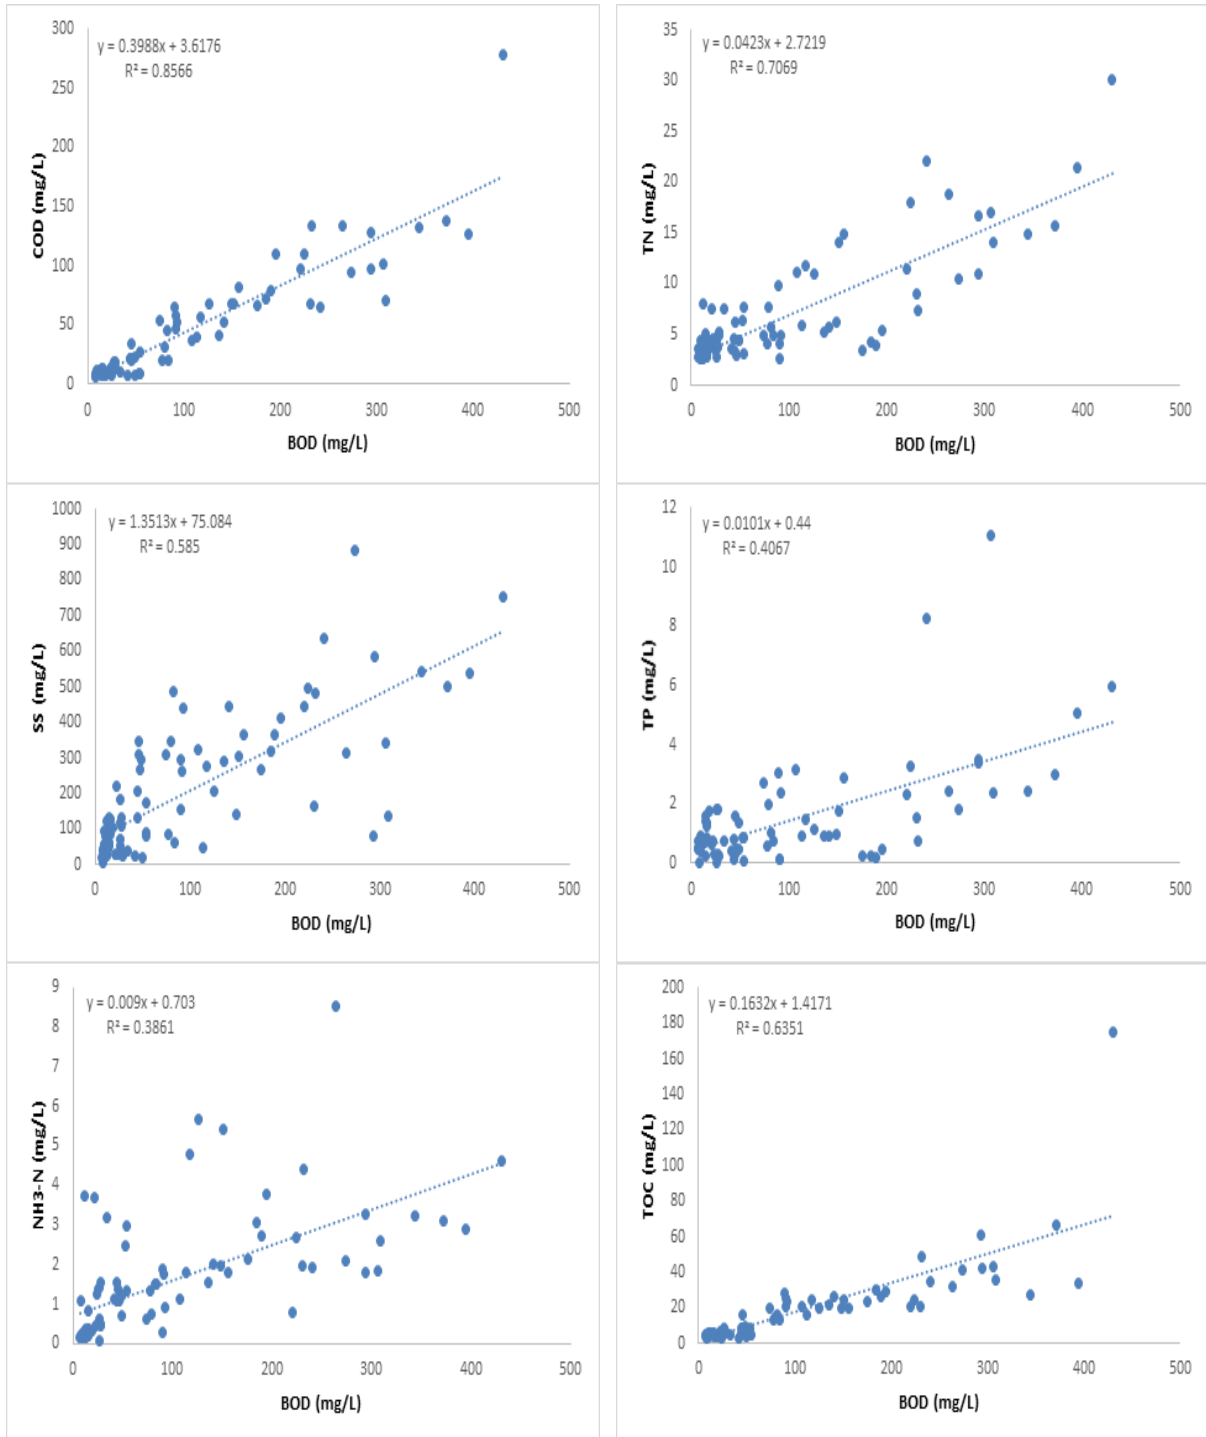 y = 0.3988x + 3.6176
R² = 0.8566
300
250
200
150
100
50
0
COD (mg/L)
0 100 200 300 400 500
BOD (mg/L)
y = 0.0423x + 2.7219
R² = 0.7069
35
30
25
20
15
10
5
0
TN (mg/L)
0 100 200 300 400 500
BOD (mg/L)
y = 1.3513x + 75.084
R² = 0.585
1000
900
800
700
600
500
400
300
200
100
0
SS (mg/L)
0 100 200 300 400 500
BOD (mg/L)
y = 0.0101x + 0.44
R² = 0.4067
12
10
8
6
4
2
0
TP (mg/L)
0 100 200 300 400 500
BOD (mg/L)
y = 0.009x + 0.703
R² = 0.3861
9
8
7
6
5
4
3
2
1
0
NH3-N (mg/L)
0 100 200 300 400 500
BOD (mg/L)
y = 0.1632x + 1.4171
R² = 0.6351
200
180
160
140
120
100
80
60
40
20
0
TOC (mg/L)
0 100 200 300 400 500
BOD (mg/L)